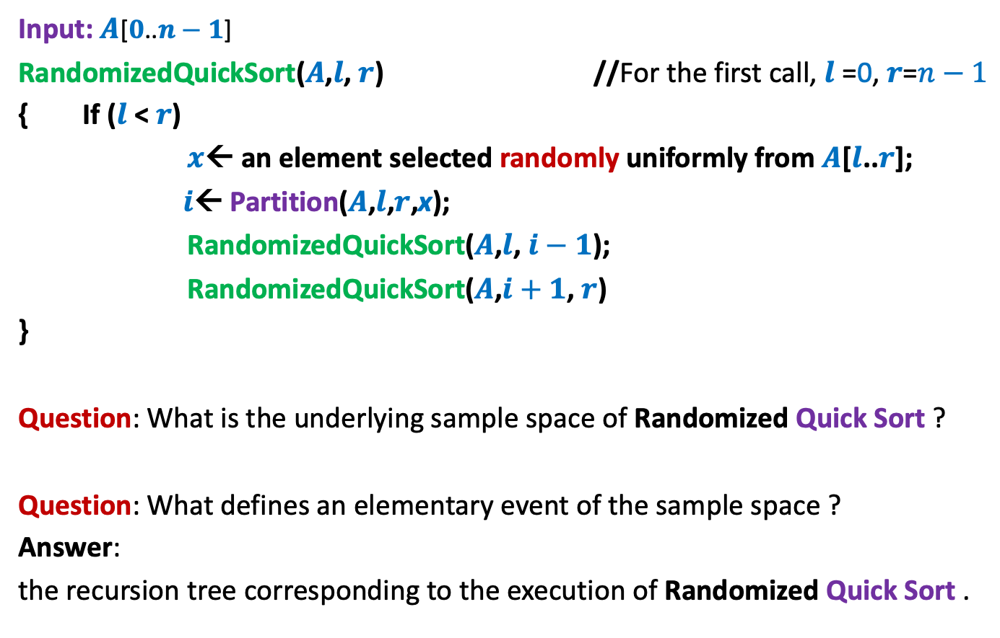 Input: A[0..n − 1]
RandomizedQuickSort(A,l, r) //For the first call, l =0, r=n − 1
{ If (l < r)
x← an element selected randomly uniformly from A[l..r];
i← Partition(A,l,r,x);
RandomizedQuickSort(A,l, i − 1);
RandomizedQuickSort(A,i + 1, r)
}
Question: What is the underlying sample space of Randomized Quick Sort ?
Question: What defines an elementary event of the sample space ?
Answer:
the recursion tree corresponding to the execution of Randomized Quick Sort .